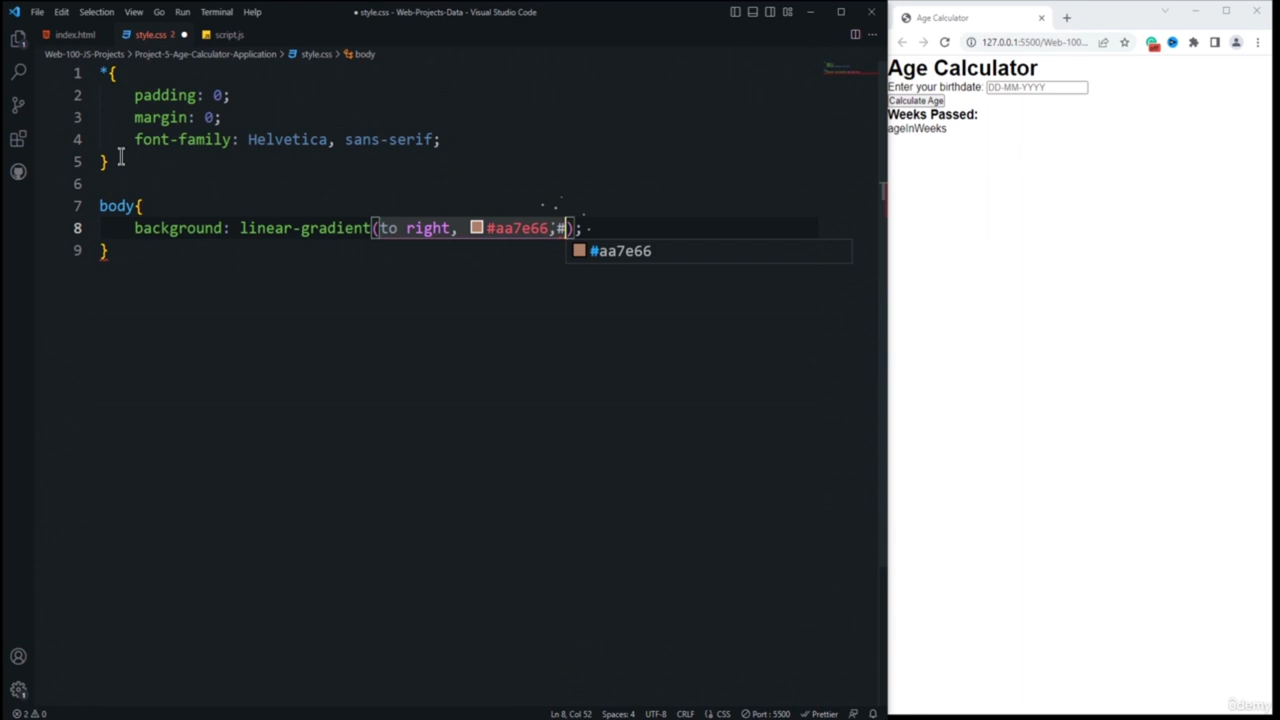 File Edit Selection View Go Run Terminal Help
● style.css - Web-Projects-Data - Visual Studio Code
index.html
style.css 2 ●
script.js
Web-100-JS-Projects > Project-5-Age-Calculator-Application > style.css > body
1 *{
2 padding: 0;
3 margin: 0;
4 font-family: Helvetica, sans-serif;
5 }
6
7 body{
8 background: linear-gradient(to right, #aa7e66,#);
#aa7e66
9 }
2 0
Ln 8, Col 52 Spaces: 4 UTF-8 CRLF {} CSS Port : 5500 Prettier
Age Calculator
127.0.0.1:5500/Web-100...
Age Calculator
Enter your birthdate: DD-MM-YYYY
Calculate Age
Weeks Passed:
ageInWeeks
ûdemy